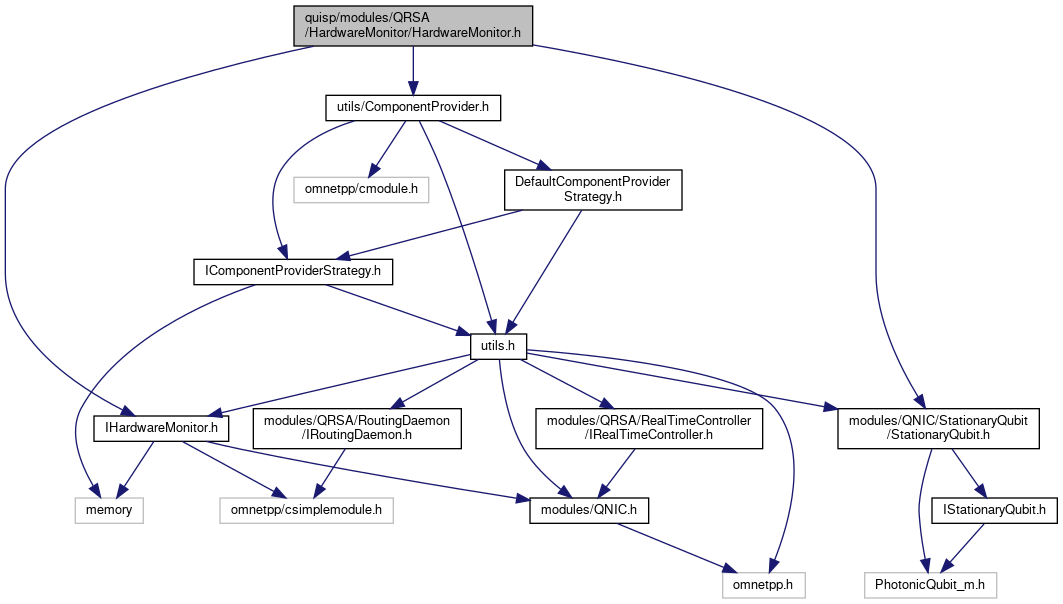 quisp/modules/QRSA
/HardwareMonitor/HardwareMonitor.h
utils/ComponentProvider.h
omnetpp/cmodule.h
DefaultComponentProvider
Strategy.h
IComponentProviderStrategy.h
utils.h
IHardwareMonitor.h
modules/QRSA/RoutingDaemon
/IRoutingDaemon.h
modules/QRSA/RealTimeController
/IRealTimeController.h
modules/QNIC/StationaryQubit
/StationaryQubit.h
memory
omnetpp/csimplemodule.h
modules/QNIC.h
IStationaryQubit.h
omnetpp.h
PhotonicQubit_m.h